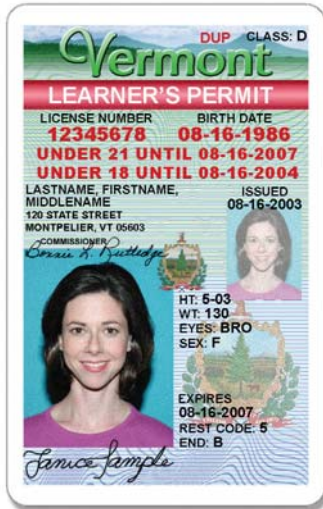 DUP CLASS: D
Vermont
LEARNER'S PERMIT
LICENSE NUMBER BIRTH DATE
12345678 08-16-1986
UNDER 21 UNTIL 08-16-2007
UNDER 18 UNTIL 08-16-2004
LASTNAME, FIRSTNAME,
MIDDLENAME
120 STATE STREET
MONTPELIER, VT 05603
ISSUED
08-16-2003
COMMISSIONER
Bonnie L. Rutledge
HT: 5-03
WT: 130
EYES: BRO
SEX: F
EXPIRES
08-16-2007
REST CODE: 5
END: B
Janice Sample